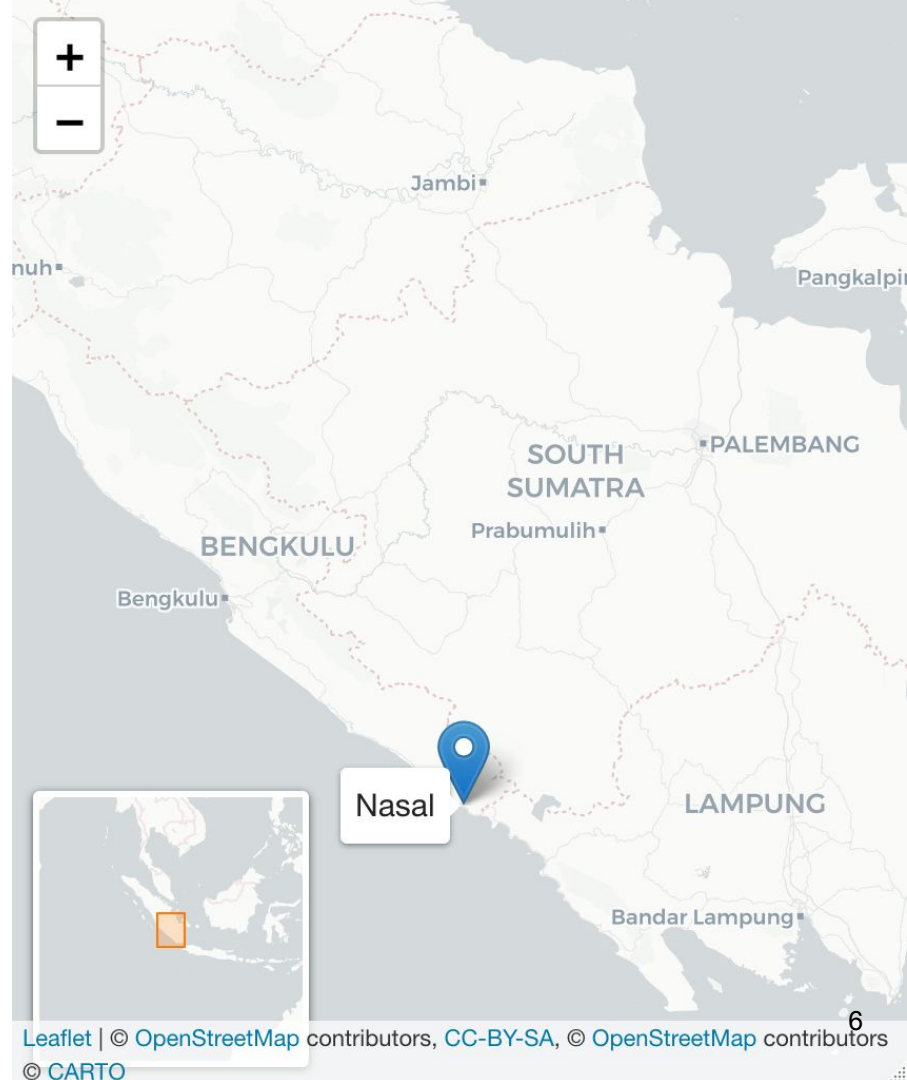 +
−
Jambi
nuh
Pangkalpi
PALEMBANG
SOUTH
SUMATRA
Prabumulih
BENGKULU
Bengkulu
Nasal
LAMPUNG
Bandar Lampung
6
Leaflet | © OpenStreetMap contributors, CC-BY-SA, © OpenStreetMap contributors
© CARTO